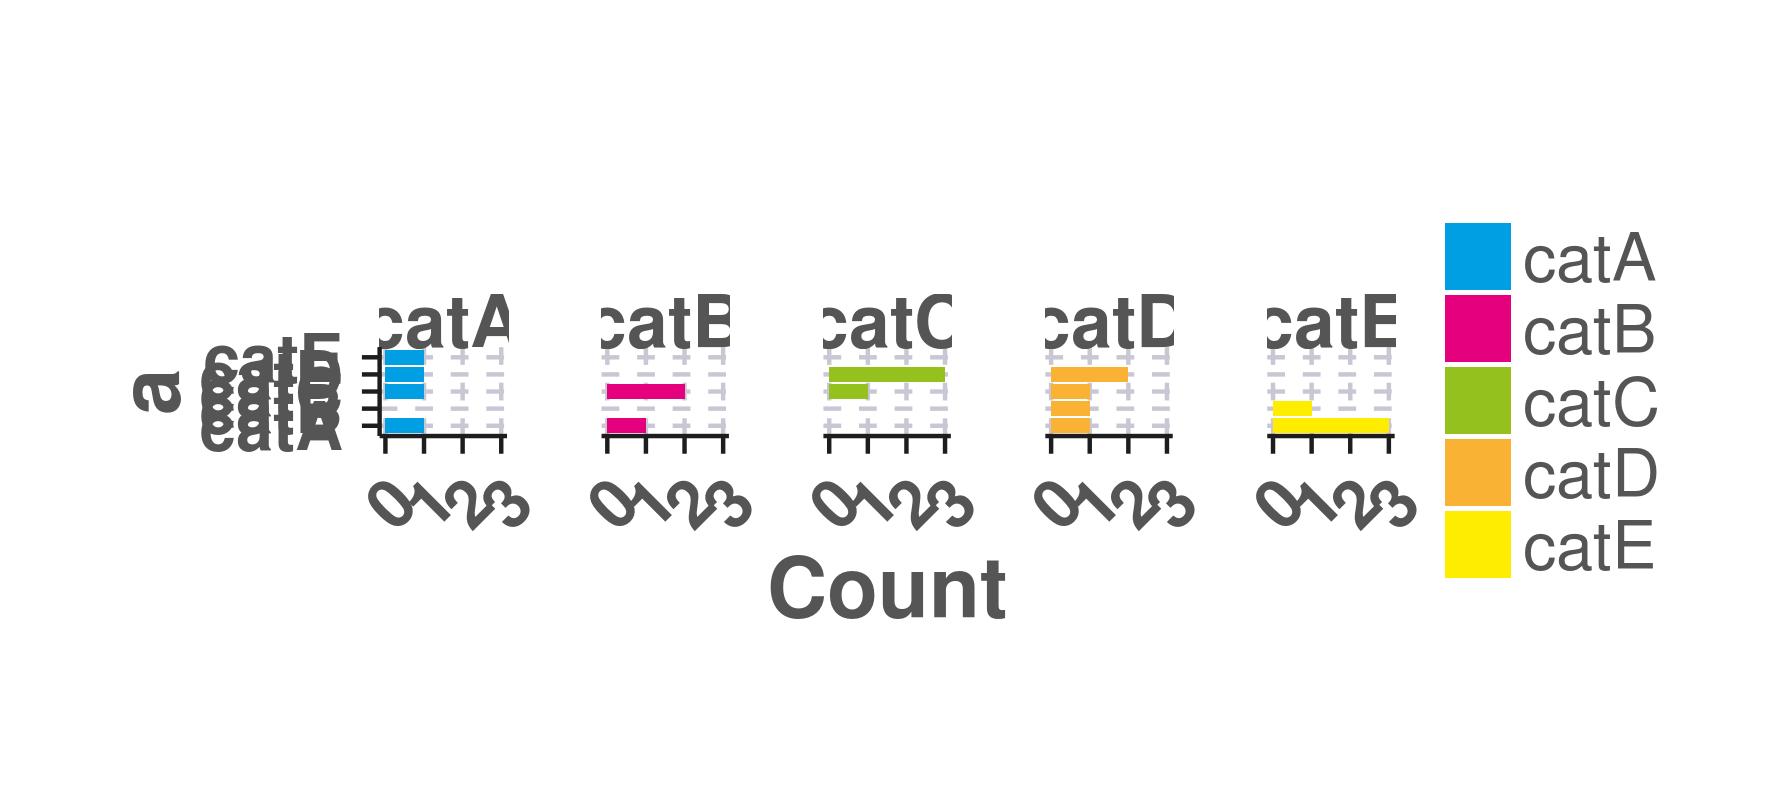 catA catB catC catD catE
catE
catD
catC
catB
catA
a
0 1 2 3 0 1 2 3 0 1 2 3 0 1 2 3 0 1 2 3
Count
catA
catB
catC
catD
catE